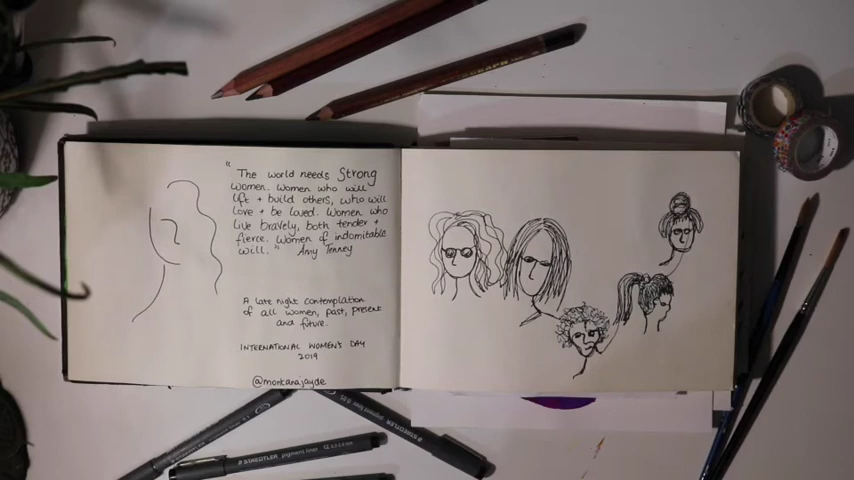 "The world needs Strong
women. Women who will
lift + build others, who will
love + be loved. Women who
live bravely, both tender +
fierce. Women of indomitable
will." Amy Tenney
A late night contemplation
of all women, past, present
and future.
INTERNATIONAL WOMEN'S DAY
2019
@monkarajayde
STAEDTLER pigment liner
STAEDTLER pigment liner 0.05